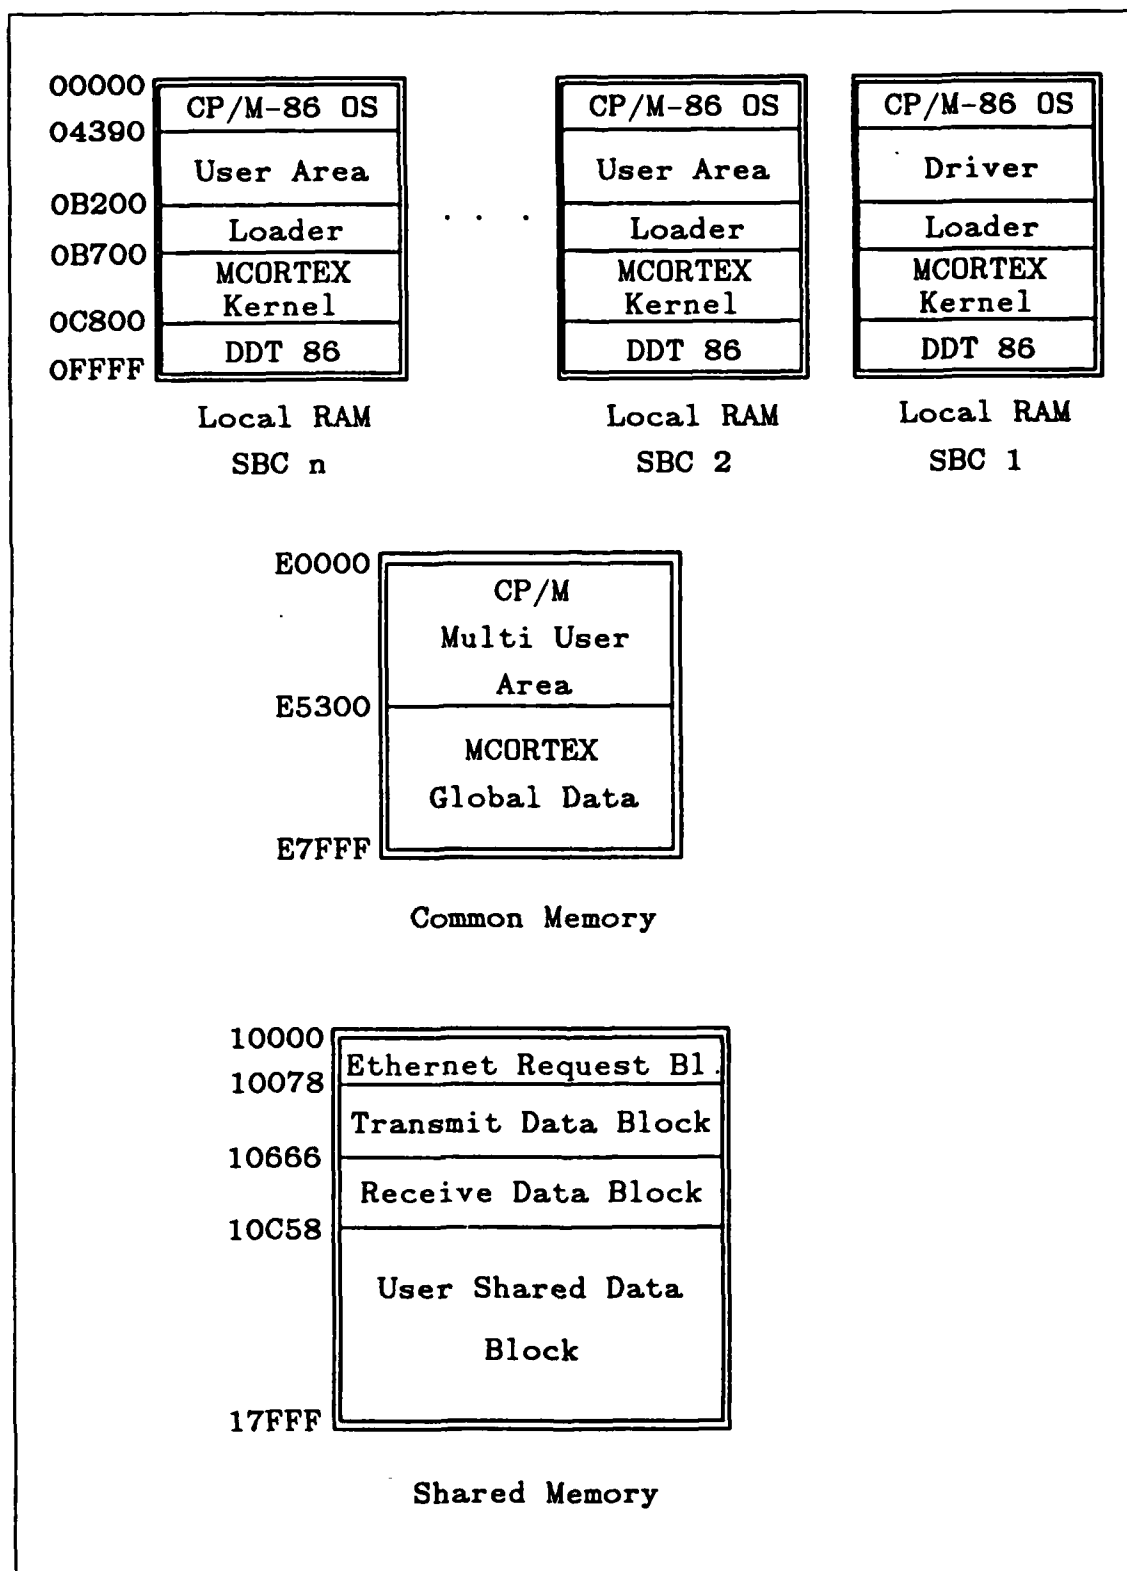 00000
CP/M-86 OS
CP/M-86 OS
CP/M-86 OS
04390
User Area
User Area
Driver
0B200
. . .
Loader
Loader
Loader
0B700
MCORTEX
MCORTEX
MCORTEX
Kernel
Kernel
Kernel
0C800
DDT 86
DDT 86
DDT 86
0FFFF
Local RAM
Local RAM
Local RAM
SBC n
SBC 2
SBC 1
E0000
CP/M
Multi User
Area
E5300
MCORTEX
Global Data
E7FFF
Common Memory
10000
Ethernet Request Bl.
10078
Transmit Data Block
10666
Receive Data Block
10C58
User Shared Data
Block
17FFF
Shared Memory